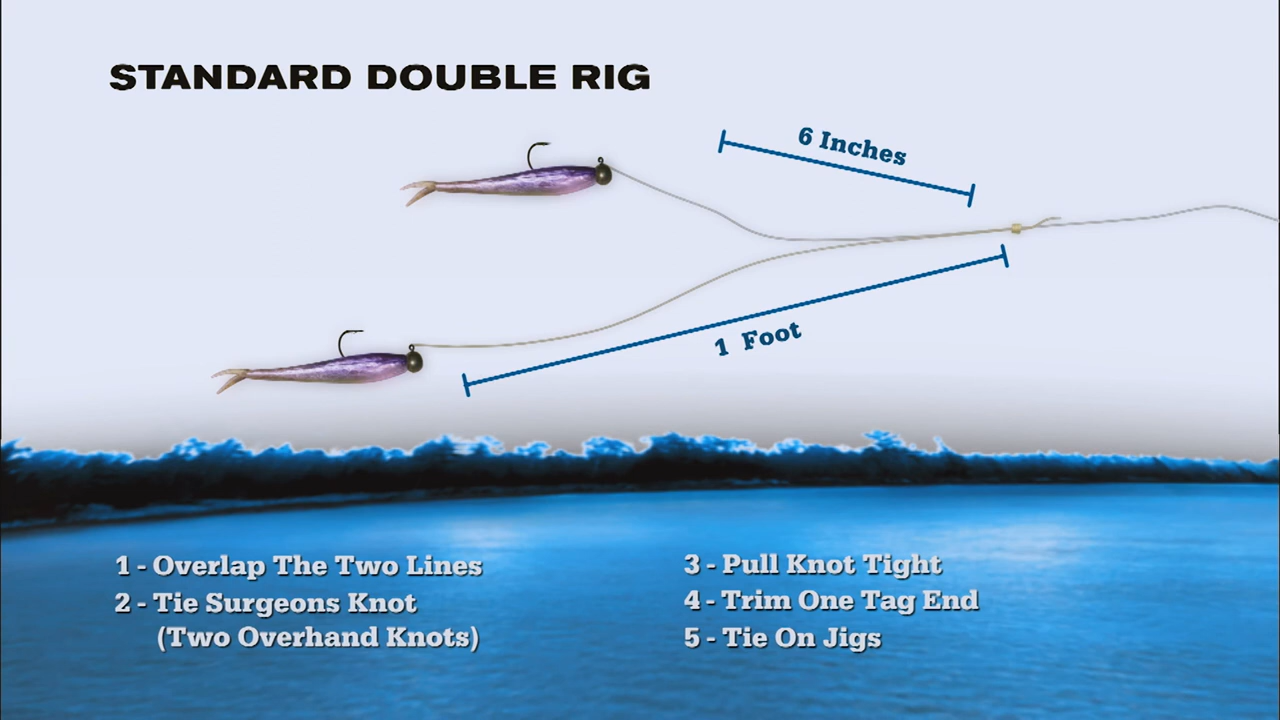 STANDARD DOUBLE RIG
6 Inches
1 Foot
1 - Overlap The Two Lines
2 - Tie Surgeons Knot
(Two Overhand Knots)
3 - Pull Knot Tight
4 - Trim One Tag End
5 - Tie On Jigs